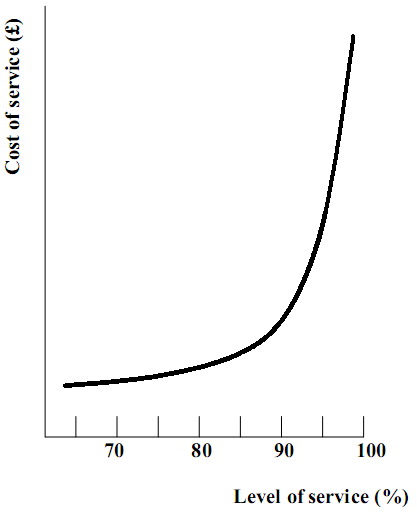 Cost of service (£)
70 80 90 100
Level of service (%)